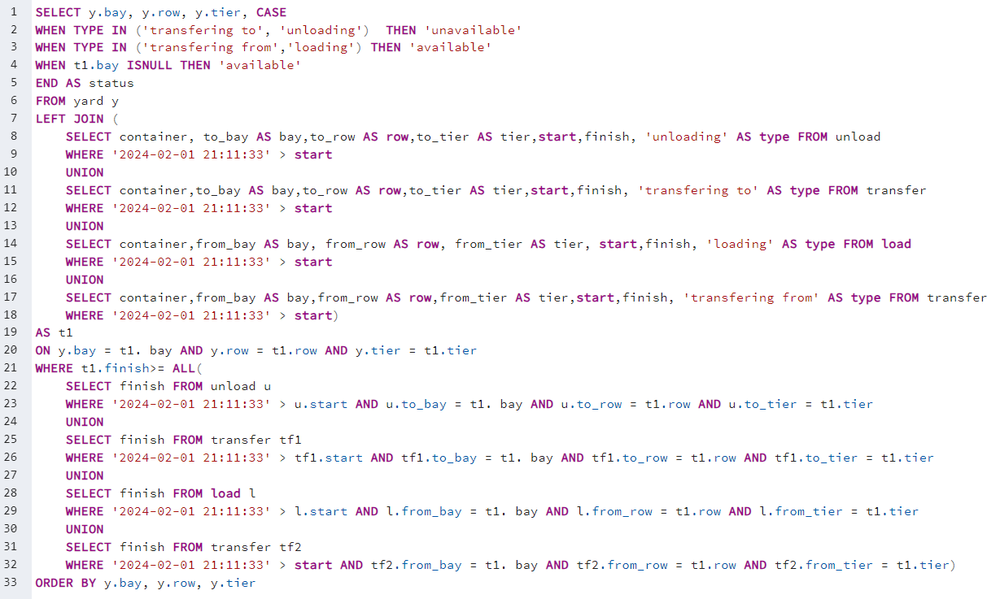 1 SELECT y.bay, y.row, y.tier, CASE
2 WHEN TYPE IN ('transfering to', 'unloading')  THEN 'unavailable'
3 WHEN TYPE IN ('transfering from','loading') THEN 'available'
4 WHEN t1.bay ISNULL THEN 'available'
5 END AS status
6 FROM yard y
7 LEFT JOIN (
8     SELECT container, to_bay AS bay,to_row AS row,to_tier AS tier,start,finish, 'unloading' AS type FROM unload
9     WHERE '2024-02-01 21:11:33' > start
10     UNION
11     SELECT container,to_bay AS bay,to_row AS row,to_tier AS tier,start,finish, 'transfering to' AS type FROM transfer
12     WHERE '2024-02-01 21:11:33' > start
13     UNION
14     SELECT container,from_bay AS bay, from_row AS row, from_tier AS tier, start,finish, 'loading' AS type FROM load
15     WHERE '2024-02-01 21:11:33' > start
16     UNION
17     SELECT container,from_bay AS bay,from_row AS row,from_tier AS tier,start,finish, 'transfering from' AS type FROM transfer
18     WHERE '2024-02-01 21:11:33' > start)
19 AS t1
20 ON y.bay = t1. bay AND y.row = t1.row AND y.tier = t1.tier
21 WHERE t1.finish>= ALL(
22     SELECT finish FROM unload u
23     WHERE '2024-02-01 21:11:33' > u.start AND u.to_bay = t1. bay AND u.to_row = t1.row AND u.to_tier = t1.tier
24     UNION
25     SELECT finish FROM transfer tf1
26     WHERE '2024-02-01 21:11:33' > tf1.start AND tf1.to_bay = t1. bay AND tf1.to_row = t1.row AND tf1.to_tier = t1.tier
27     UNION
28     SELECT finish FROM load l
29     WHERE '2024-02-01 21:11:33' > l.start AND l.from_bay = t1. bay AND l.from_row = t1.row AND l.from_tier = t1.tier
30     UNION
31     SELECT finish FROM transfer tf2
32     WHERE '2024-02-01 21:11:33' > start AND tf2.from_bay = t1. bay AND tf2.from_row = t1.row AND tf2.from_tier = t1.tier)
33 ORDER BY y.bay, y.row, y.tier